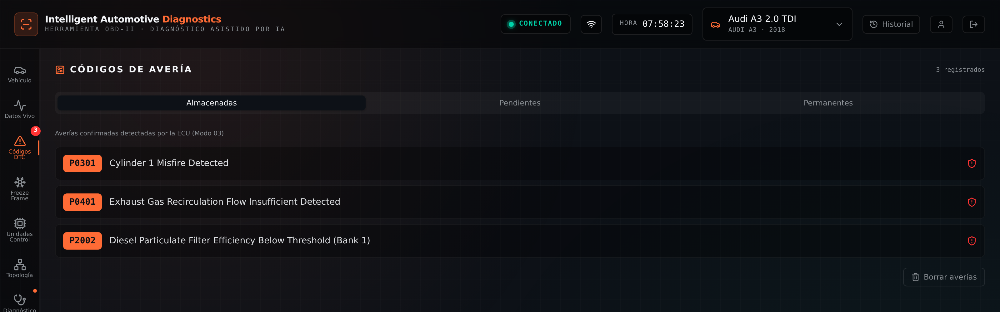 Intelligent Automotive Diagnostics
HERRAMIENTA OBD-II · DIAGNÓSTICO ASISTIDO POR IA
CONECTADO
HORA 07:58:23
Audi A3 2.0 TDI
AUDI A3 · 2018
Historial
Vehículo
Datos Vivo
3
Códigos
DTC
Freeze
Frame
Unidades
Control
Topología
Diagnóstico
CÓDIGOS DE AVERÍA
3 registrados
Almacenadas
Pendientes
Permanentes
Averías confirmadas detectadas por la ECU (Modo 03)
P0301 Cylinder 1 Misfire Detected
P0401 Exhaust Gas Recirculation Flow Insufficient Detected
P2002 Diesel Particulate Filter Efficiency Below Threshold (Bank 1)
Borrar averías